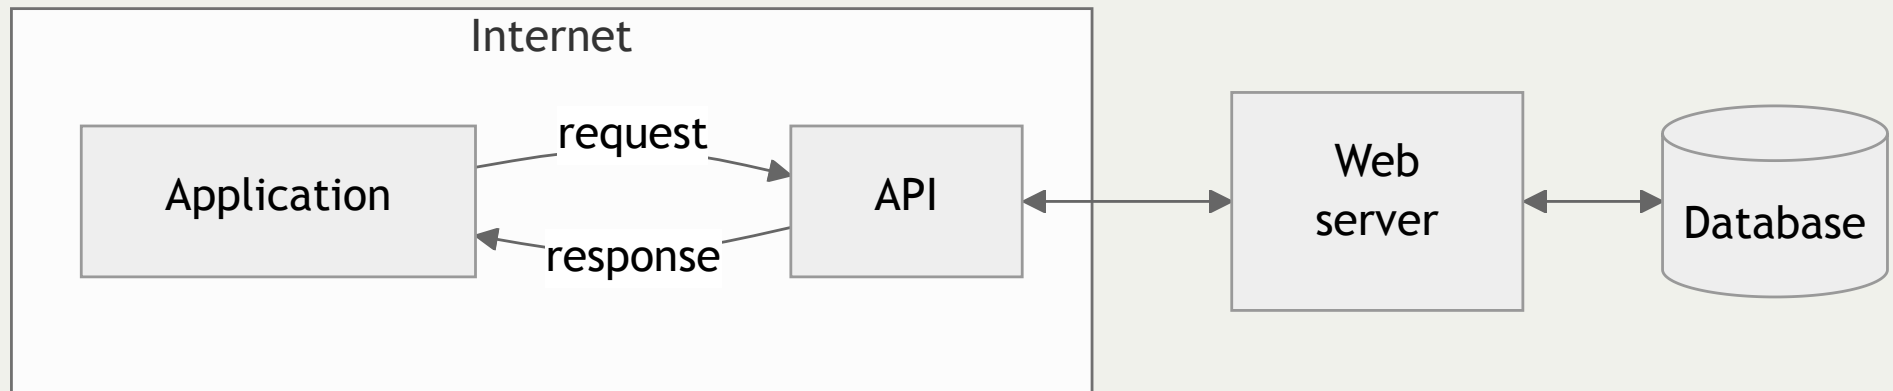 Internet
Application
request
response
API
Web
server
Database